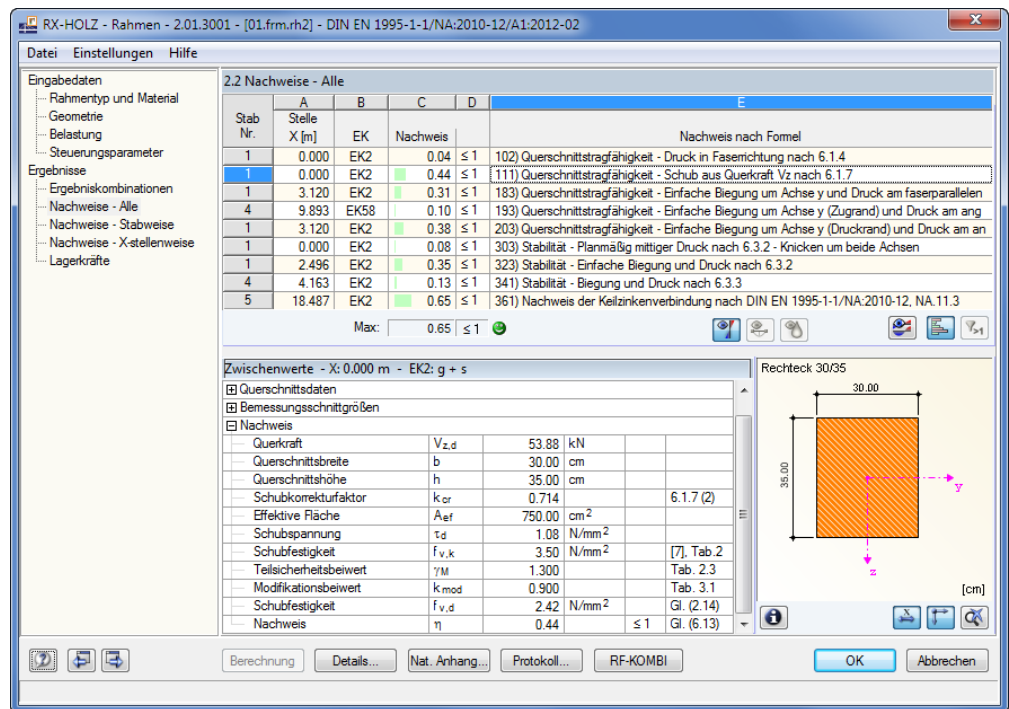 RX-HOLZ - Rahmen - 2.01.3001 - [01.frm.rh2] - DIN EN 1995-1-1/NA:2010-12/A1:2012-02
Datei Einstellungen Hilfe
Eingabedaten
Rahmentyp und Material
Geometrie
Belastung
Steuerungsparameter
Ergebnisse
Ergebniskombinationen
Nachweise - Alle
Nachweise - Stabweise
Nachweise - X-stellenweise
Lagerkräfte
2.2 Nachweise - Alle
A B C D E
Stab Nr. Stelle X [m] EK Nachweis Nachweis nach Formel
1 0.000 EK2 0.04 ≤ 1 102) Querschnittstragfähigkeit - Druck in Faserrichtung nach 6.1.4
1 0.000 EK2 0.44 ≤ 1 111) Querschnittstragfähigkeit - Schub aus Querkraft Vz nach 6.1.7
1 3.120 EK2 0.31 ≤ 1 183) Querschnittstragfähigkeit - Einfache Biegung um Achse y und Druck am faserparallelen
4 9.893 EK58 0.10 ≤ 1 193) Querschnittstragfähigkeit - Einfache Biegung um Achse y (Zugrand) und Druck am ang
1 3.120 EK2 0.38 ≤ 1 203) Querschnittstragfähigkeit - Einfache Biegung um Achse y (Druckrand) und Druck am an
1 0.000 EK2 0.08 ≤ 1 303) Stabilität - Planmäßig mittiger Druck nach 6.3.2 - Knicken um beide Achsen
1 2.496 EK2 0.35 ≤ 1 323) Stabilität - Einfache Biegung und Druck nach 6.3.2
4 4.163 EK2 0.13 ≤ 1 341) Stabilität - Biegung und Druck nach 6.3.3
5 18.487 EK2 0.65 ≤ 1 361) Nachweis der Keilzinkenverbindung nach DIN EN 1995-1-1/NA:2010-12, NA.11.3
Max: 0.65 ≤ 1
>1
Zwischenwerte - X: 0.000 m - EK2: g + s
Querschnittsdaten
Bemessungsschnittgrößen
Nachweis
Querkraft Vz,d 53.88 kN
Querschnittsbreite b 30.00 cm
Querschnittshöhe h 35.00 cm
Schubkorrekturfaktor kcr 0.714 6.1.7 (2)
Effektive Fläche Aef 750.00 cm²
Schubspannung τd 1.08 N/mm²
Schubfestigkeit fv,k 3.50 N/mm² [7], Tab.2
Teilsicherheitsbeiwert γM 1.300 Tab. 2.3
Modifikationsbeiwert kmod 0.900 Tab. 3.1
Schubfestigkeit fv,d 2.42 N/mm² Gl. (2.14)
Nachweis η 0.44 ≤ 1 Gl. (6.13)
Rechteck 30/35
30.00
35.00
y
z
[cm]
Berechnung Details... Nat. Anhang... Protokoll... RF-KOMBI OK Abbrechen